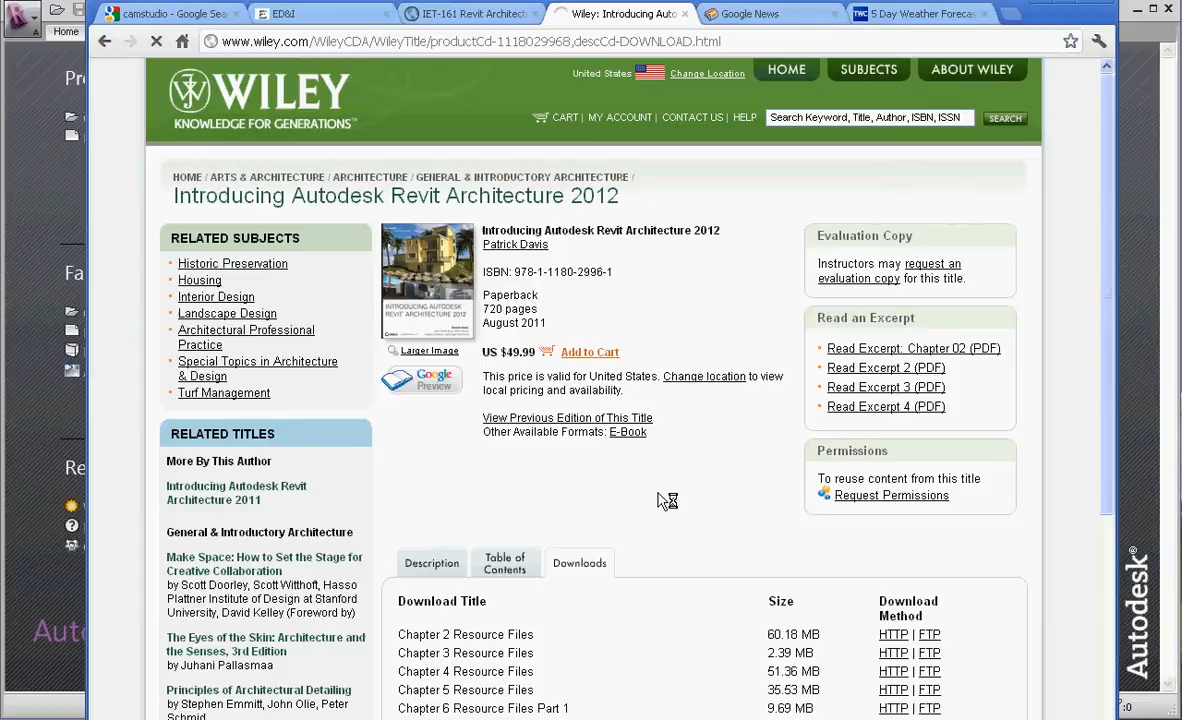 camstudio - Google Sea
ED&I
IET-161 Revit Architect
Wiley: Introducing Auto
Google News
5 Day Weather Forecas
www.wiley.com/WileyCDA/WileyTitle/productCd-1118029968,descCd-DOWNLOAD.html
Home
WILEY
KNOWLEDGE FOR GENERATIONS™
United States Change Location
HOME
SUBJECTS
ABOUT WILEY
CART | MY ACCOUNT | CONTACT US | HELP
Search Keyword, Title, Author, ISBN, ISSN
SEARCH
HOME / ARTS & ARCHITECTURE / ARCHITECTURE / GENERAL & INTRODUCTORY ARCHITECTURE /
Introducing Autodesk Revit Architecture 2012
RELATED SUBJECTS
Historic Preservation
Housing
Interior Design
Landscape Design
Architectural Professional
Practice
Special Topics in Architecture
& Design
Turf Management
RELATED TITLES
More By This Author
Introducing Autodesk Revit
Architecture 2011
General & Introductory Architecture
Make Space: How to Set the Stage for
Creative Collaboration
by Scott Doorley, Scott Witthoft, Hasso
Plattner Institute of Design at Stanford
University, David Kelley (Foreword by)
The Eyes of the Skin: Architecture and
the Senses, 3rd Edition
by Juhani Pallasmaa
Principles of Architectural Detailing
by Stephen Emmitt, John Olie, Peter
Schmid
INTRODUCING AUTODESK
REVIT ARCHITECTURE 2012
Larger Image
Google
Preview
Introducing Autodesk Revit Architecture 2012
Patrick Davis
ISBN: 978-1-1180-2996-1
Paperback
720 pages
August 2011
US $49.99 Add to Cart
This price is valid for United States. Change location to view
local pricing and availability.
View Previous Edition of This Title
Other Available Formats: E-Book
Evaluation Copy
Instructors may request an
evaluation copy for this title.
Read an Excerpt
Read Excerpt: Chapter 02 (PDF)
Read Excerpt 2 (PDF)
Read Excerpt 3 (PDF)
Read Excerpt 4 (PDF)
Permissions
To reuse content from this title
Request Permissions
Description
Table of
Contents
Downloads
Download Title Size Download
Method
Chapter 2 Resource Files 60.18 MB HTTP | FTP
Chapter 3 Resource Files 2.39 MB HTTP | FTP
Chapter 4 Resource Files 51.36 MB HTTP | FTP
Chapter 5 Resource Files 35.53 MB HTTP | FTP
Chapter 6 Resource Files Part 1 9.69 MB HTTP | FTP
Pr
Fa
Re
Aut
Autodesk®
:0